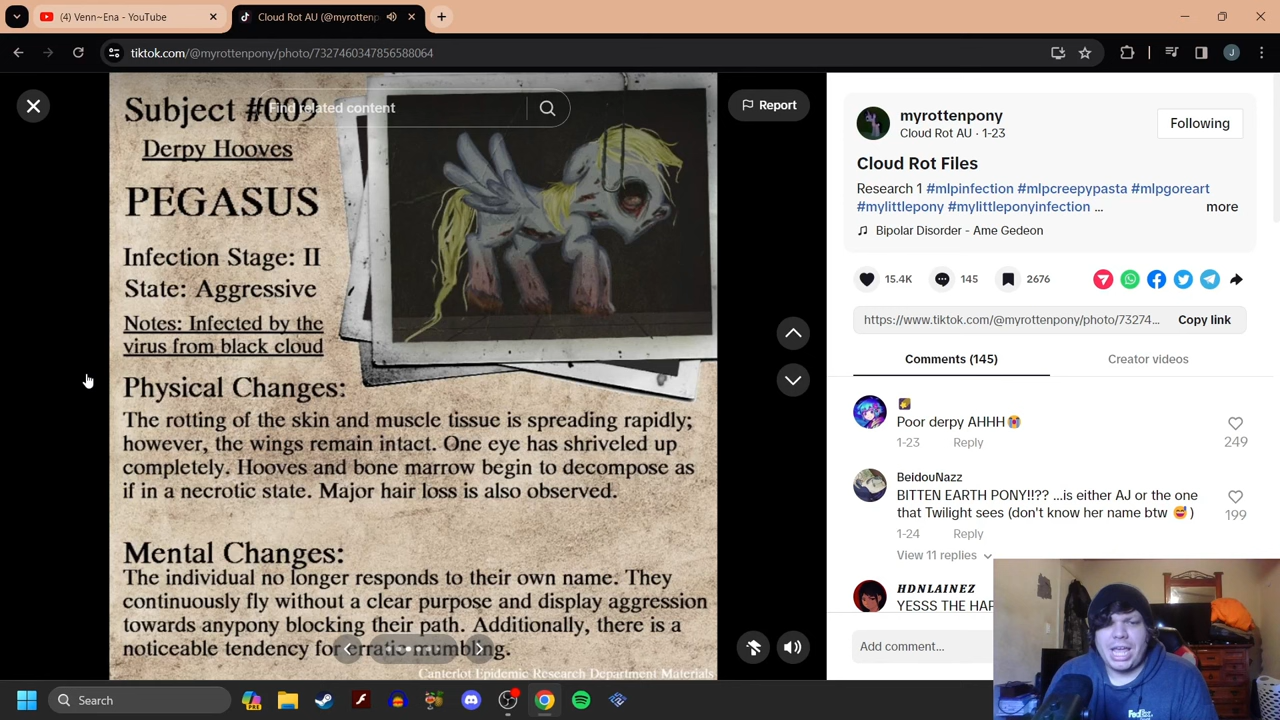 (4) Venn~Ena - YouTube
Cloud Rot AU (@myrottenp
tiktok.com/@myrottenpony/photo/7327460347856588064
J
Find related content
Report
Subject #009
Derpy Hooves
PEGASUS
Infection Stage: II
State: Aggressive
Notes: Infected by the
virus from black cloud
Physical Changes:
The rotting of the skin and muscle tissue is spreading rapidly;
however, the wings remain intact. One eye has shriveled up
completely. Hooves and bone marrow begin to decompose as
if in a necrotic state. Major hair loss is also observed.
Mental Changes:
The individual no longer responds to their own name. They
continuously fly without a clear purpose and display aggression
towards anypony blocking their path. Additionally, there is a
noticeable tendency for erratic mumbling.
Canterlot Epidemic Research Department Materials
myrottenpony
Cloud Rot AU · 1-23
Following
Cloud Rot Files
Research 1 #mlpinfection #mlpcreepypasta #mlpgoreart
#mylittlepony #mylittleponyinfection ...
more
Bipolar Disorder - Ame Gedeon
15.4K
145
2676
https://www.tiktok.com/@myrottenpony/photo/73274...
Copy link
Comments (145)
Creator videos
Poor derpy AHHH😭
1-23 Reply
249
BeidouNazz
BITTEN EARTH PONY!!?? ...is either AJ or the one
that Twilight sees (don't know her name btw 😅 )
1-24 Reply
199
View 11 replies
HDNLAINEZ
YESSS THE HAP
Add comment...
Search
PRE
FedEx